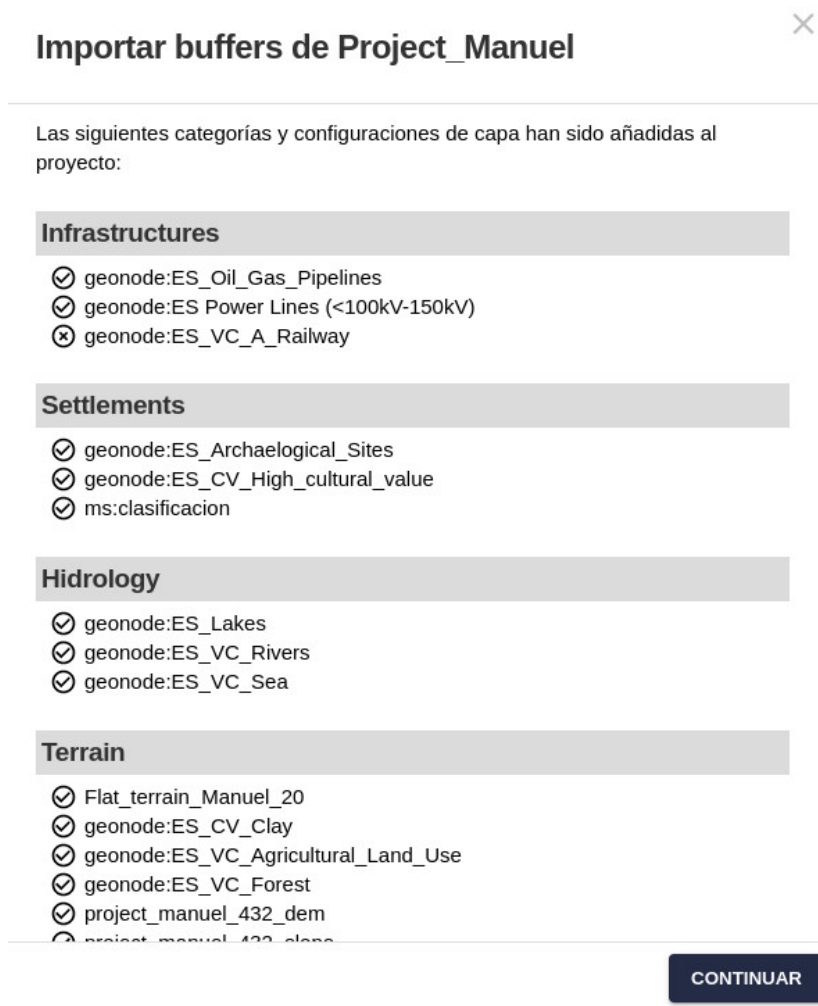 Importar buffers de Project_Manuel
Las siguientes categorías y configuraciones de capa han sido añadidas al
proyecto:
Infrastructures
geonode:ES_Oil_Gas_Pipelines
geonode:ES Power Lines (<100kV-150kV)
geonode:ES_VC_A_Railway
Settlements
geonode:ES_Archaelogical_Sites
geonode:ES_CV_High_cultural_value
ms:clasificacion
Hidrology
geonode:ES_Lakes
geonode:ES_VC_Rivers
geonode:ES_VC_Sea
Terrain
Flat_terrain_Manuel_20
geonode:ES_CV_Clay
geonode:ES_VC_Agricultural_Land_Use
geonode:ES_VC_Forest
project_manuel_432_dem
project_manuel_432_slope
CONTINUAR